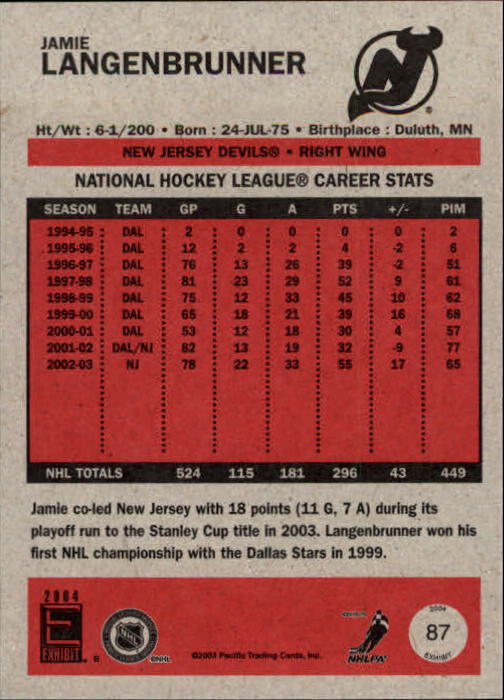 JAMIE
LANGENBRUNNER
Ht/Wt : 6-1/200 • Born : 24-JUL-75 • Birthplace : Duluth, MN
NEW JERSEY DEVILS® • RIGHT WING
NATIONAL HOCKEY LEAGUE® CAREER STATS
SEASON TEAM GP G A PTS +/- PIM
1994-95 DAL 2 0 0 0 0 2
1995-96 DAL 12 2 2 4 -2 6
1996-97 DAL 76 13 26 39 -2 51
1997-98 DAL 81 23 29 52 9 61
1998-99 DAL 75 12 33 45 10 62
1999-00 DAL 65 18 21 39 16 68
2000-01 DAL 53 12 18 30 4 57
2001-02 DAL/NJ 82 13 19 32 -9 77
2002-03 NJ 78 22 33 55 17 65
NHL TOTALS 524 115 181 296 43 449
Jamie co-led New Jersey with 18 points (11 G, 7 A) during its
playoff run to the Stanley Cup title in 2003. Langenbrunner won his
first NHL championship with the Dallas Stars in 1999.
2004
E
EXHIBIT
NHL
©NHL
©2003 Pacific Trading Cards, Inc.
NHLPA
2004
87
EXHIBIT